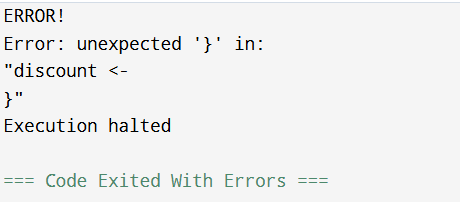 ERROR!
Error: unexpected '}' in:
"discount <-
}"
Execution halted
=== Code Exited With Errors ===